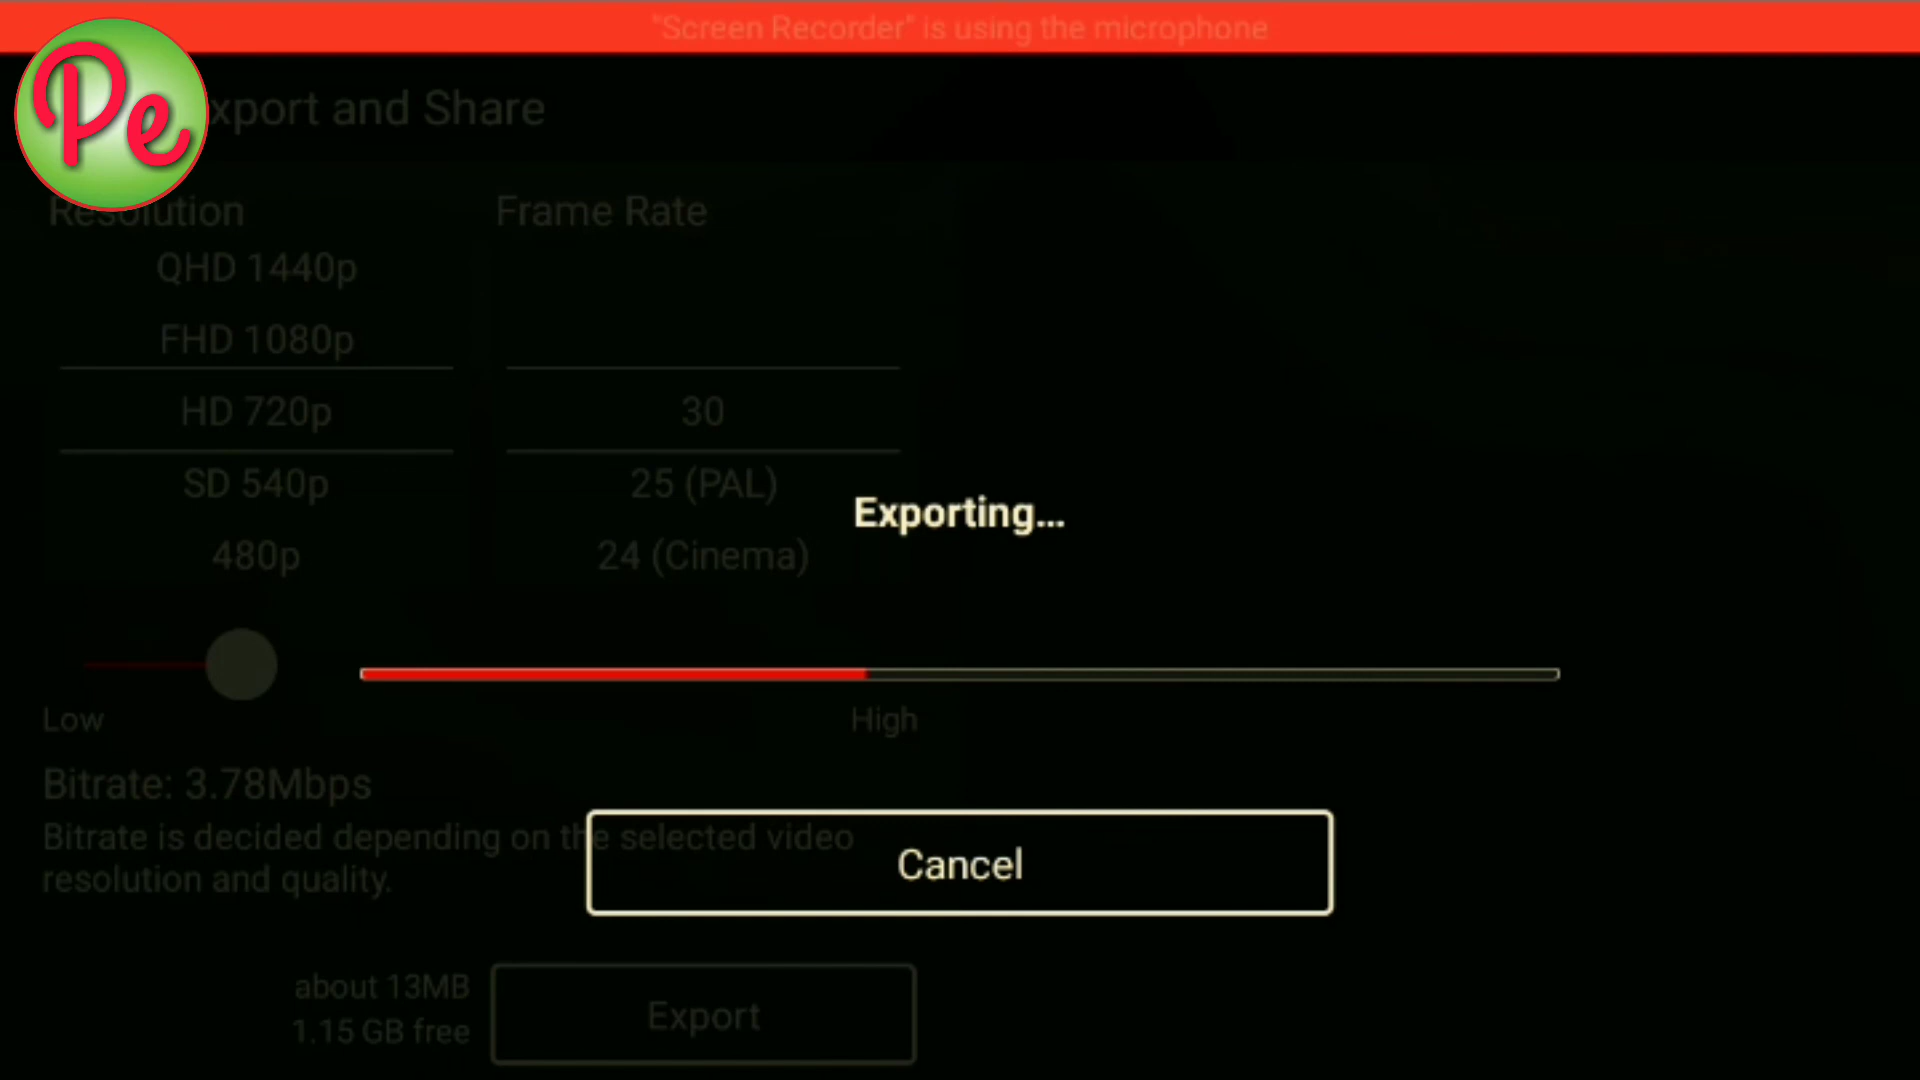 "Screen Recorder" is using the microphone
Pe
xport and Share
Resolution
Frame Rate
QHD 1440p
FHD 1080p
HD 720p
30
SD 540p
25 (PAL)
Exporting...
480p
24 (Cinema)
Low
High
Bitrate: 3.78Mbps
Bitrate is decided depending on the selected video
resolution and quality.
Cancel
about 13MB
1.15 GB free
Export